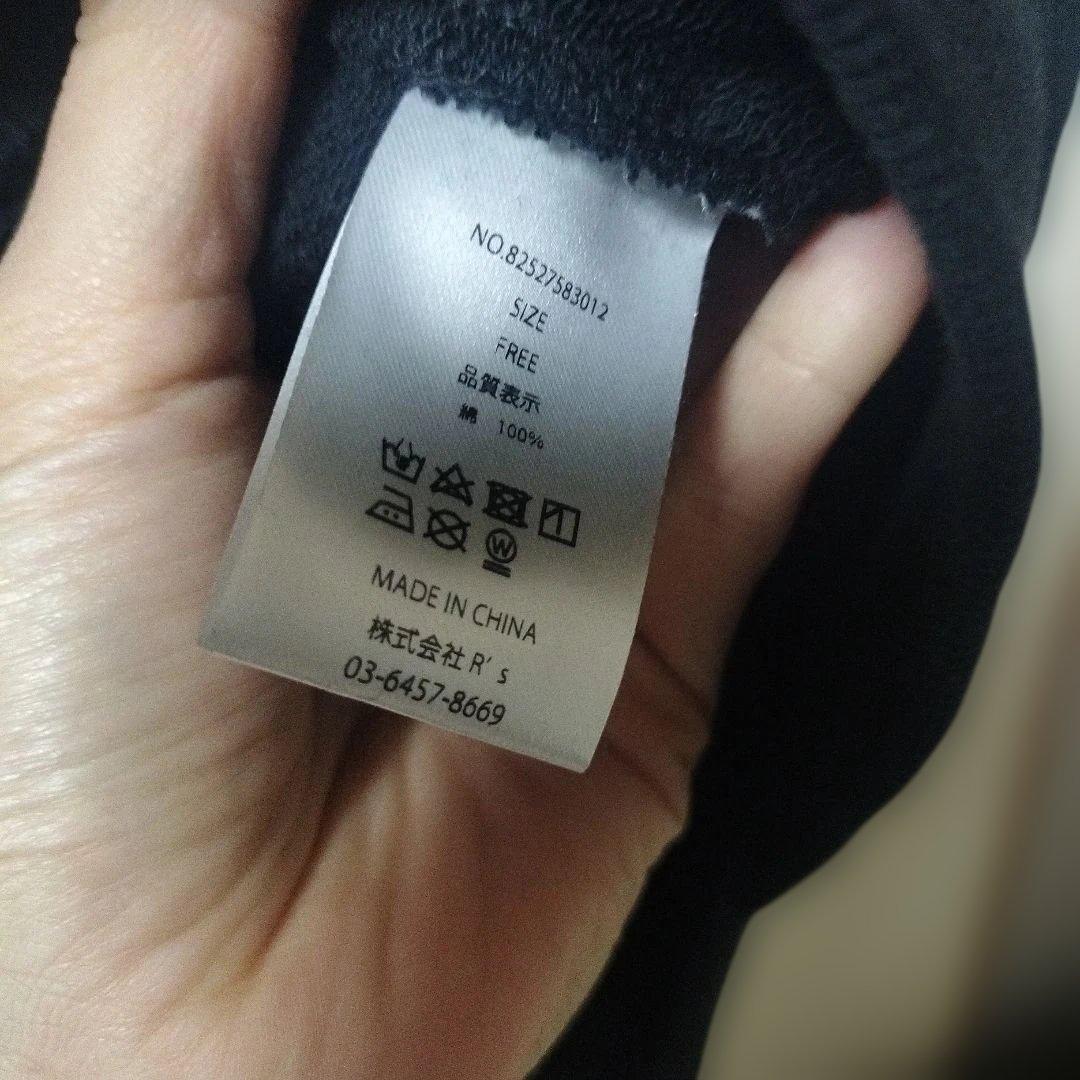 NO.82527583012
SIZE
FREE
品質表示
綿 100%
W
MADE IN CHINA
株式会社 R's
03-6457-8669